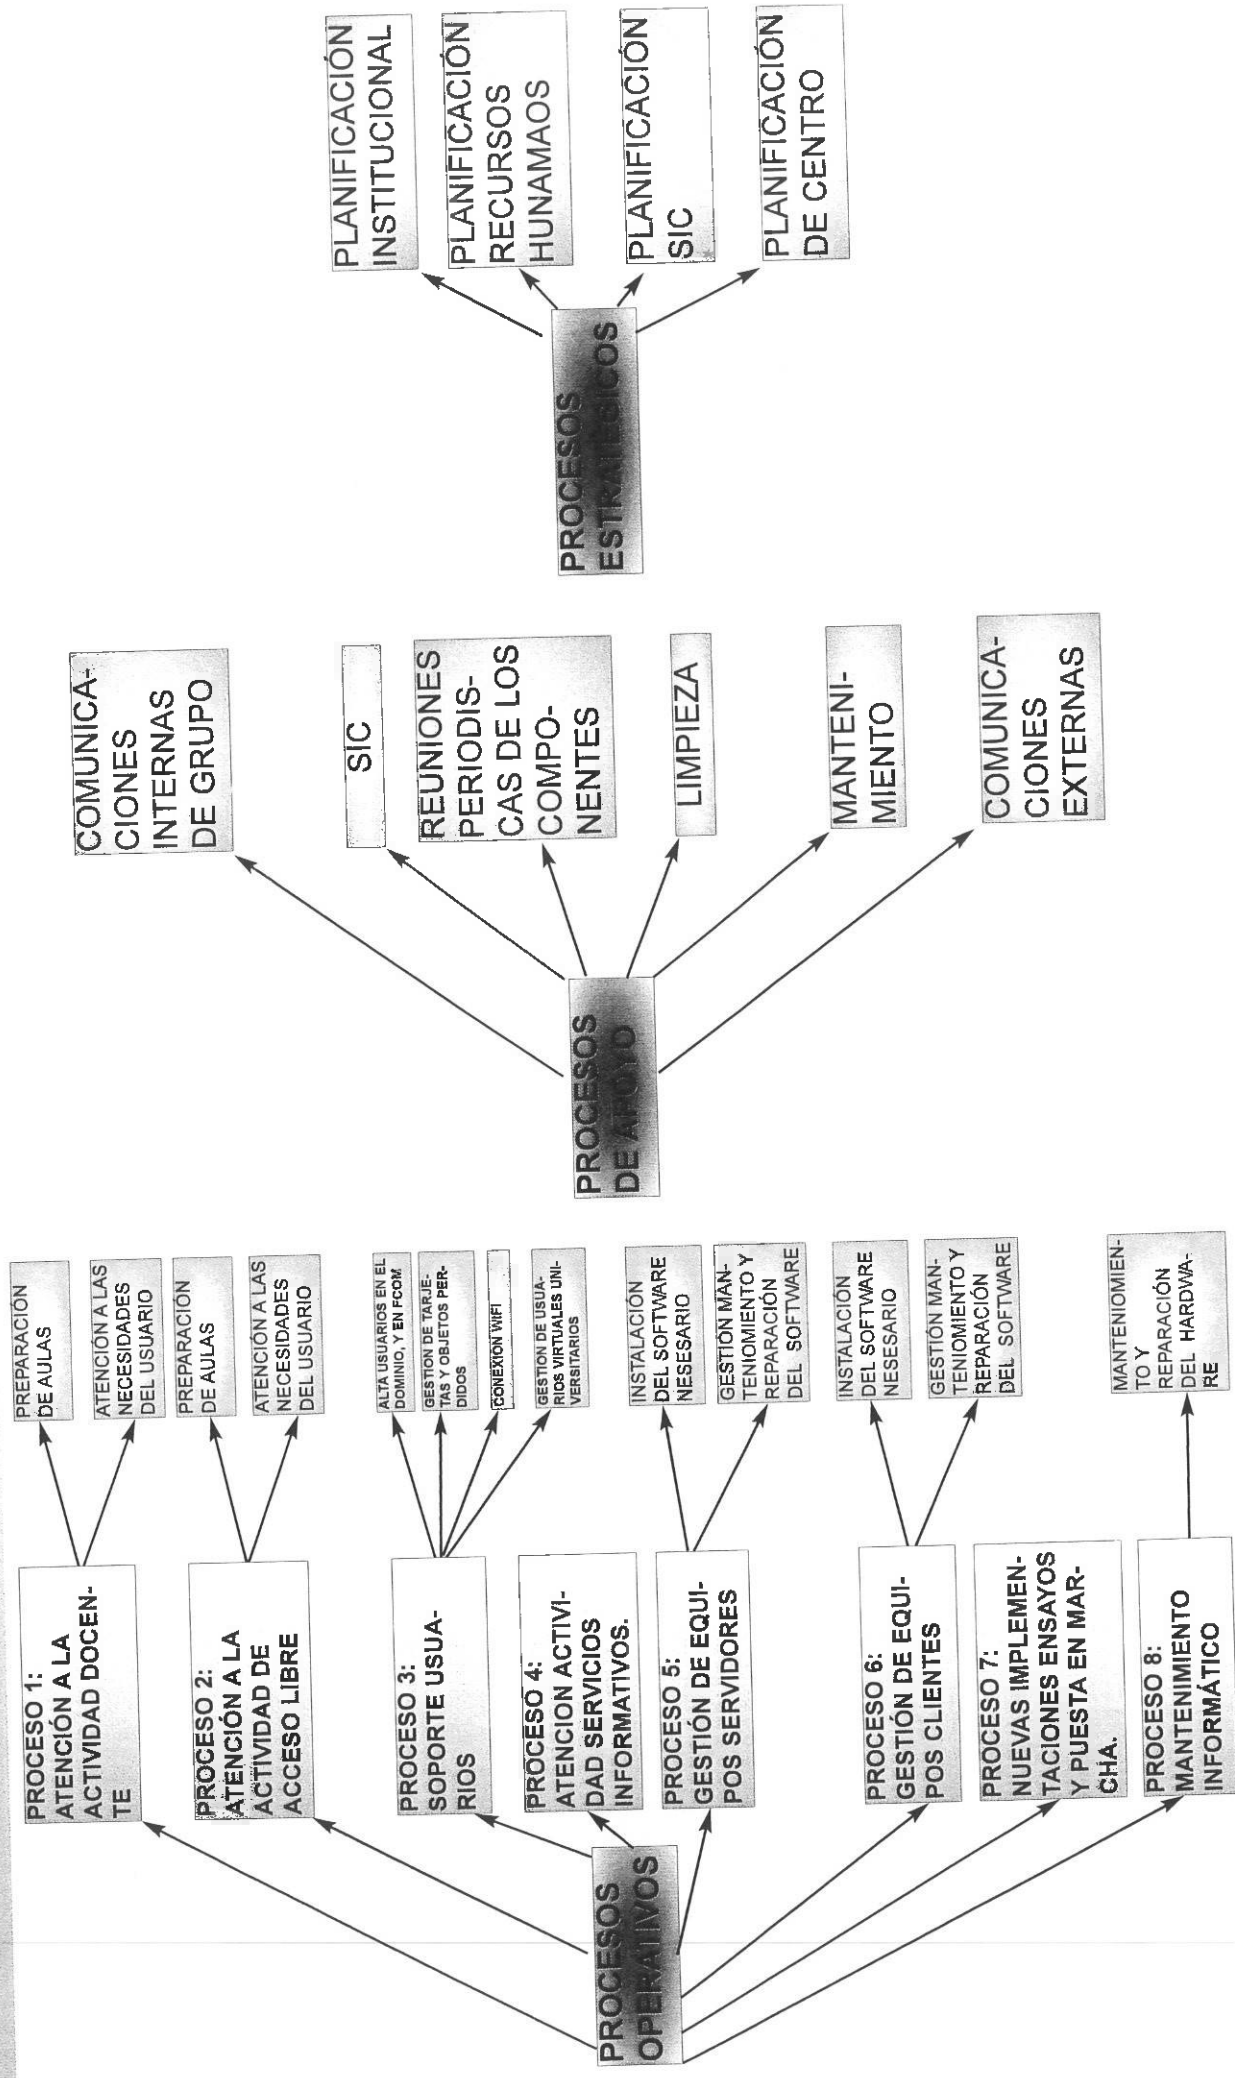 PROCESOS
OPERATIVOS
PROCESO 1:
ATENCIÓN A LA
ACTIVIDAD DOCEN-
TE
PREPARACIÓN
DE AULAS
ATENCIÓN A LAS
NECESIDADES
DEL USUARIO
PROCESO 2:
ATENCIÓN A LA
ACTIVIDAD DE
ACCESO LIBRE
PREPARACIÓN
DE AULAS
ATENCIÓN A LAS
NECESIDADES
DEL USUARIO
PROCESO 3:
SOPORTE USUA-
RIOS
ALTA USUARIOS EN EL
DOMINIO, Y EN FCOM
GESTION DE TARJE-
TAS Y OBJETOS PER-
DIDOS
CONEXION WIFI
GESTION DE USUA-
RIOS VIRTUALES UNI-
VERSITARIOS
PROCESO 4:
ATENCION ACTIVI-
DAD SERVICIOS
INFORMATIVOS.
PROCESO 5:
GESTIÓN DE EQUI-
POS SERVIDORES
INSTALACIÓN
DEL SOFTWARE
NESESARIO
GESTIÓN MAN-
TENIOMIENTO Y
REPARACIÓN
DEL SOFTWARE
PROCESO 6:
GESTIÓN DE EQUI-
POS CLIENTES
INSTALACIÓN
DEL SOFTWARE
NESESARIO
GESTIÓN MAN-
TENIOMIENTO Y
REPARACIÓN
DEL SOFTWARE
PROCESO 7:
NUEVAS IMPLEMEN-
TACIONES ENSAYOS
Y PUESTA EN MAR-
CHA.
PROCESO 8:
MANTENIMIENTO
INFORMÁTICO
MANTENIOMIEN-
TO Y
REPARACIÓN
DEL HARDWA-
RE
PROCESOS
DE APOYO
COMUNICA-
CIONES
INTERNAS
DE GRUPO
SIC
REUNIONES
PERIODIS-
CAS DE LOS
COMPO-
NENTES
LIMPIEZA
MANTENI-
MIENTO
COMUNICA-
CIONES
EXTERNAS
PROCESOS
ESTRATEGICOS
PLANIFICACIÓN
INSTITUCIONAL
PLANIFICACIÓN
RECURSOS
HUNAMAOS
PLANIFICACIÓN
SIC
PLANIFICACIÓN
DE CENTRO